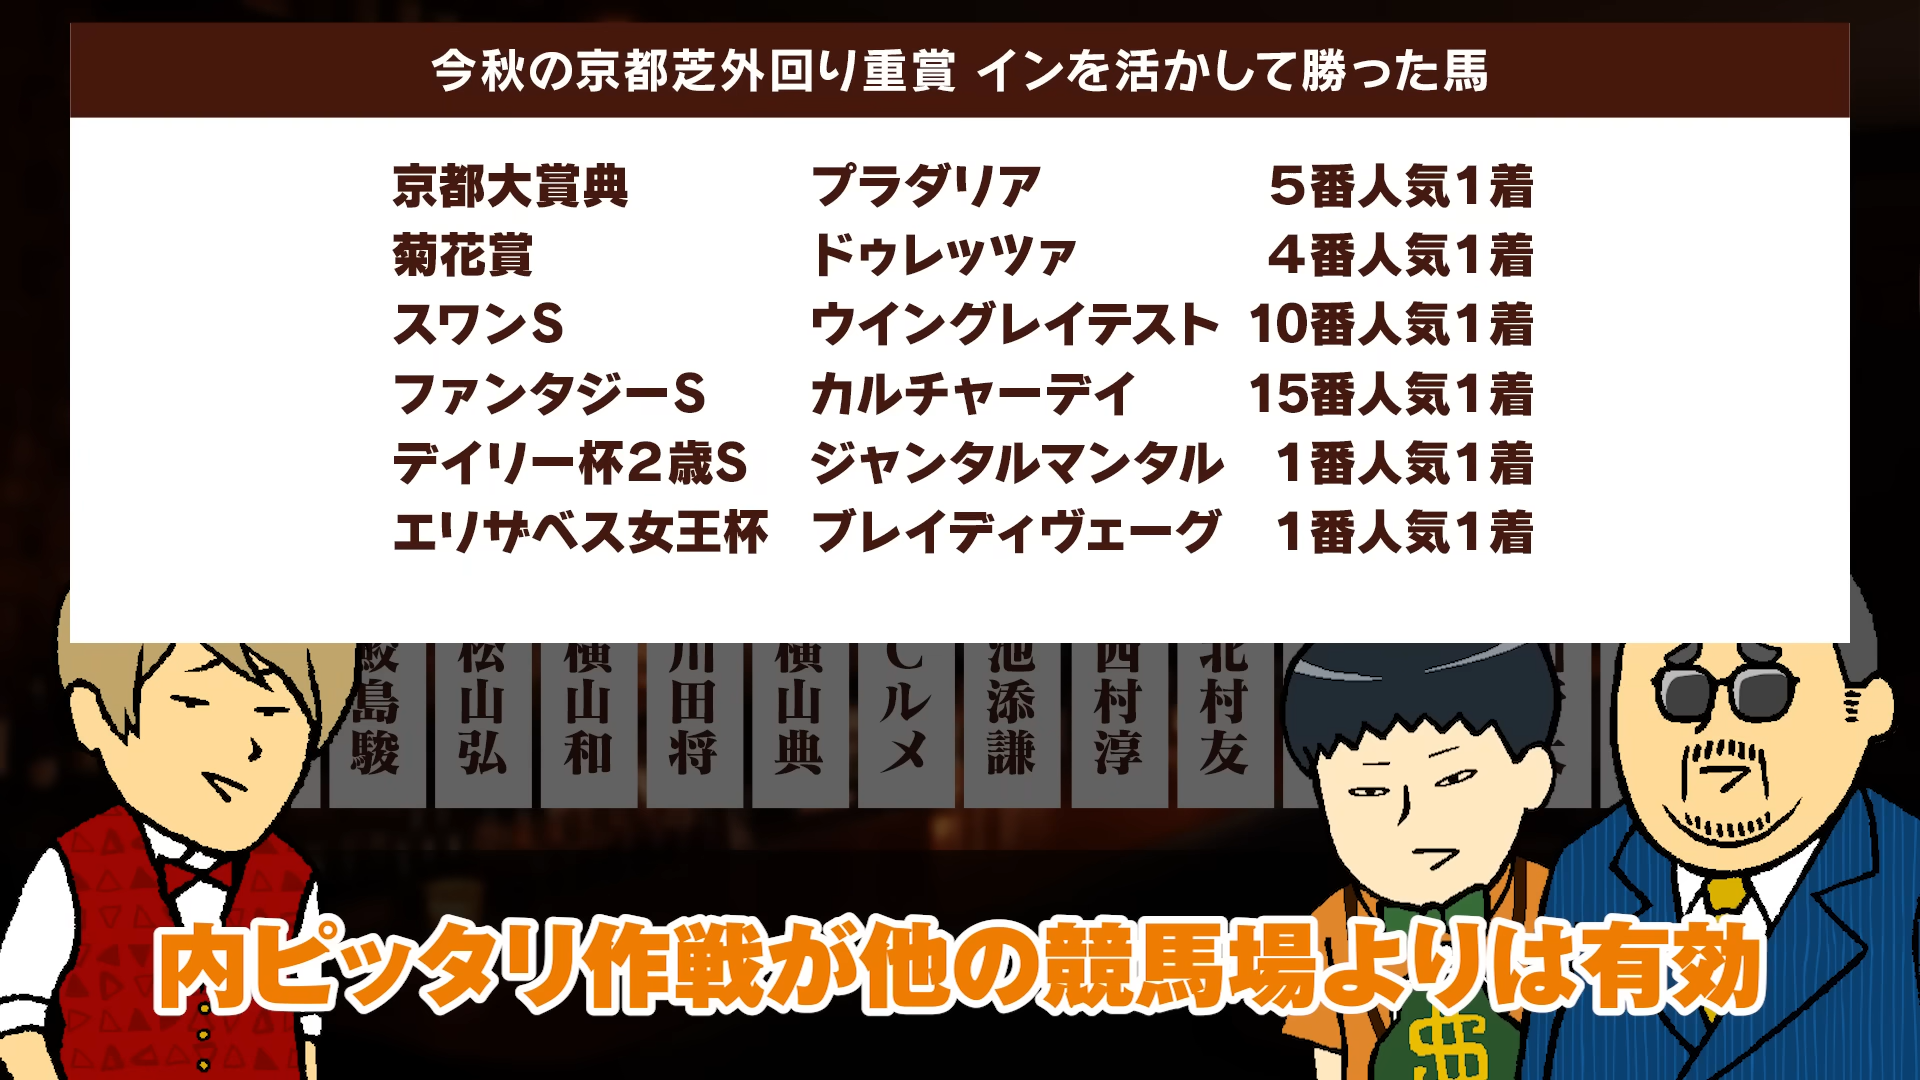 今秋の京都芝外回り重賞 インを活かして勝った馬
京都大賞典 プラダリア 5番人気1着
菊花賞 ドゥレッツァ 4番人気1着
スワンS ウイングレイテスト 10番人気1着
ファンタジーS カルチャーデイ 15番人気1着
デイリー杯2歳S ジャンタルマンタル 1番人気1着
エリザベス女王杯 ブレイディヴェーグ 1番人気1着
鮫島駿
松山弘
横山和
川田将
横山典
Cルメ
池添謙
西村淳
北村友
内ピッタリ作戦が他の競馬場よりは有効
$